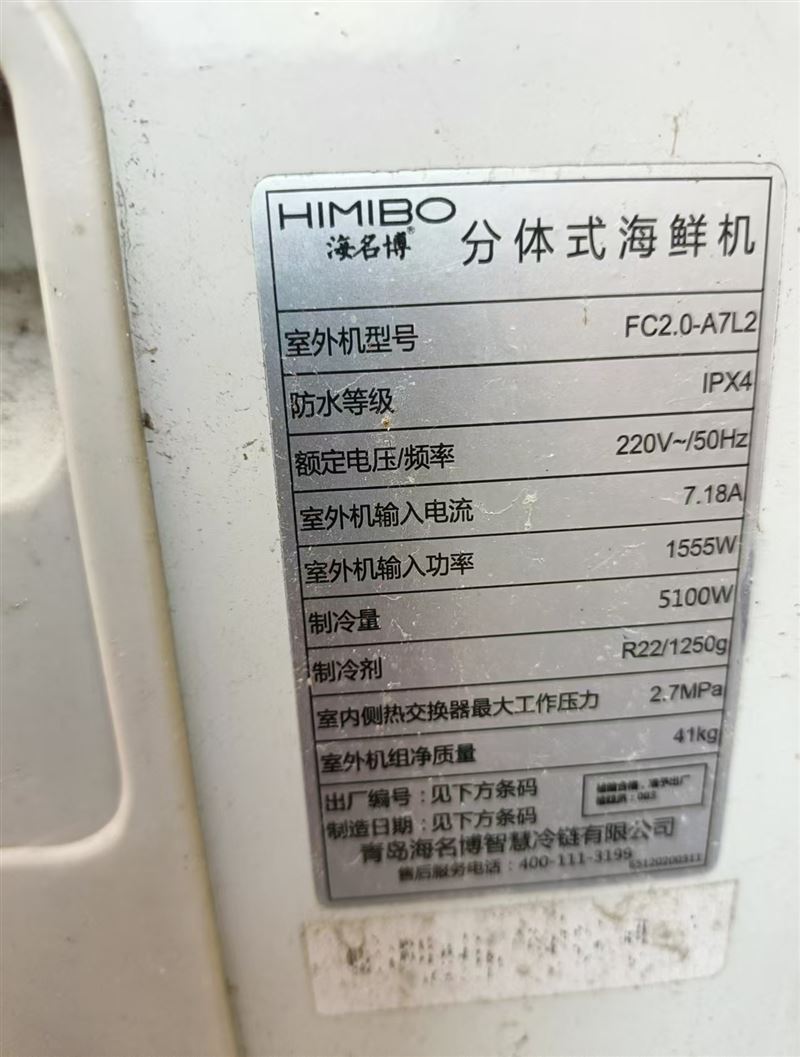 HIMIBO
海名博®
分体式海鲜机
室外机型号 FC2.0-A7L2
防水等级 IPX4
额定电压/频率 220V~/50Hz
室外机输入电流 7.18A
室外机输入功率 1555W
制冷量 5100W
制冷剂 R22/1250g
室内侧热交换器最大工作压力 2.7MPa
室外机组净质量 41kg
出厂编号：见下方条码
制造日期：见下方条码
青岛海名博智慧冷链有限公司
售后服务电话：400-111-3199